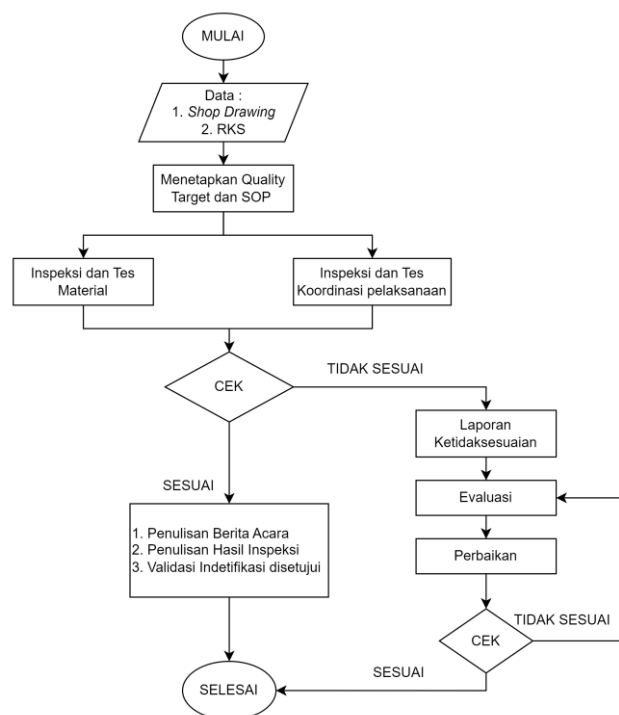 MULAI
Data :
1. Shop Drawing
2. RKS
Menetapkan Quality
Target dan SOP
Inspeksi dan Tes
Material
Inspeksi dan Tes
Koordinasi pelaksanaan
CEK
TIDAK SESUAI
Laporan
Ketidaksesuaian
SESUAI
Evaluasi
1. Penulisan Berita Acara
2. Penulisan Hasil Inspeksi
3. Validasi Indetifikasi disetujui
Perbaikan
TIDAK SESUAI
CEK
SESUAI
SELESAI